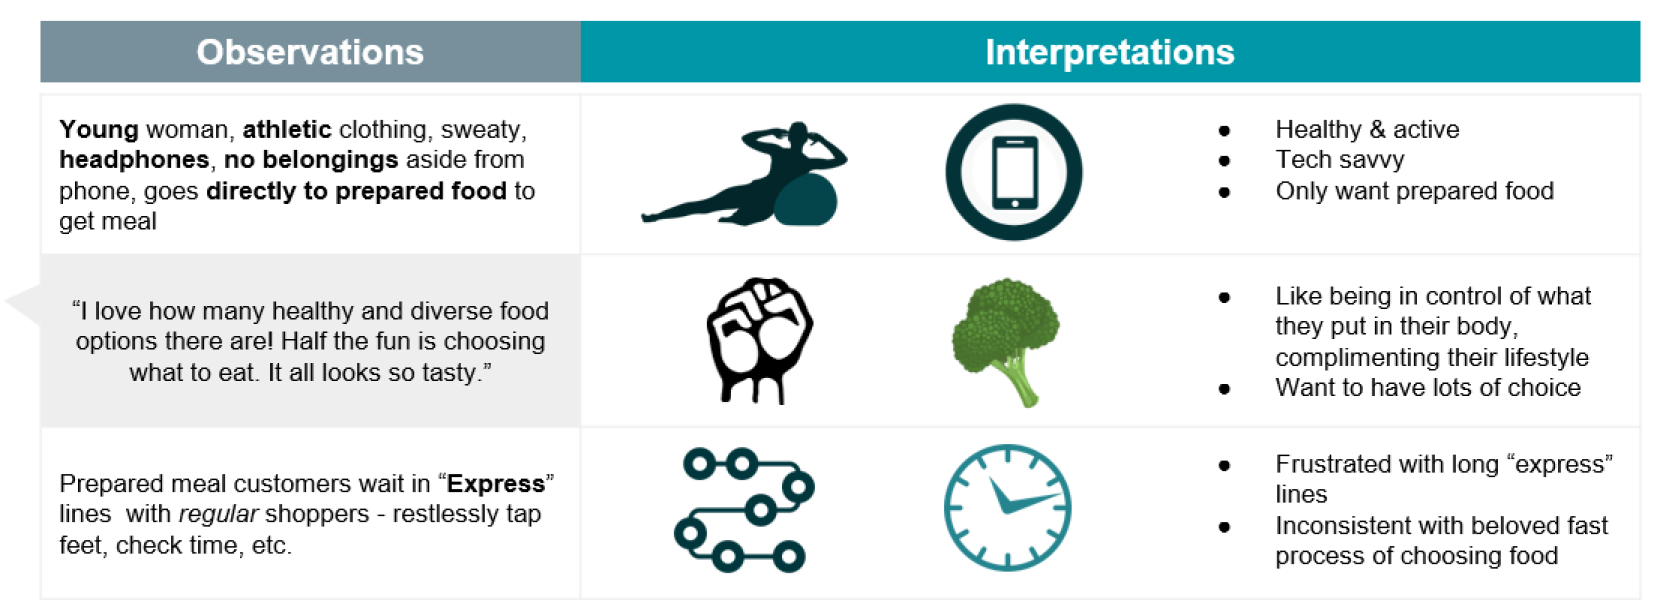 Observations
Interpretations
Young woman, athletic clothing, sweaty,
headphones, no belongings aside from
phone, goes directly to prepared food to
get meal
● Healthy & active
● Tech savvy
● Only want prepared food
“I love how many healthy and diverse food
options there are! Half the fun is choosing
what to eat. It all looks so tasty.”
● Like being in control of what
they put in their body,
complimenting their lifestyle
● Want to have lots of choice
Prepared meal customers wait in “Express”
lines with regular shoppers - restlessly tap
feet, check time, etc.
● Frustrated with long “express”
lines
● Inconsistent with beloved fast
process of choosing food